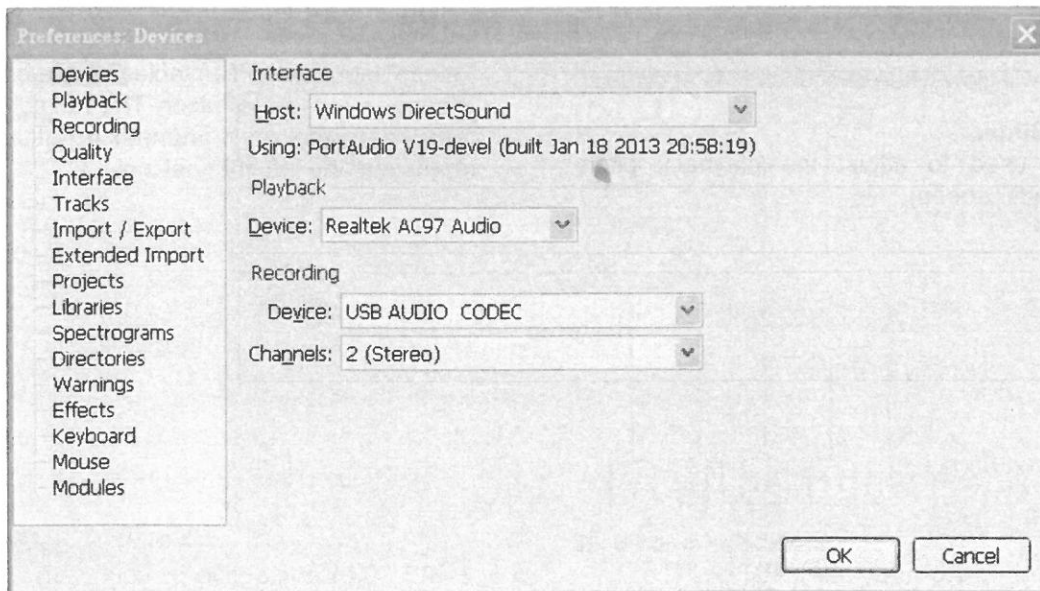 Preferences: Devices
Devices
Playback
Recording
Quality
Interface
Tracks
Import / Export
Extended Import
Projects
Libraries
Spectrograms
Directories
Warnings
Effects
Keyboard
Mouse
Modules
Interface
Host: Windows DirectSound
Using: PortAudio V19-devel (built Jan 18 2013 20:58:19)
Playback
Device: Realtek AC97 Audio
Recording
Device: USB AUDIO CODEC
Channels: 2 (Stereo)
OK
Cancel